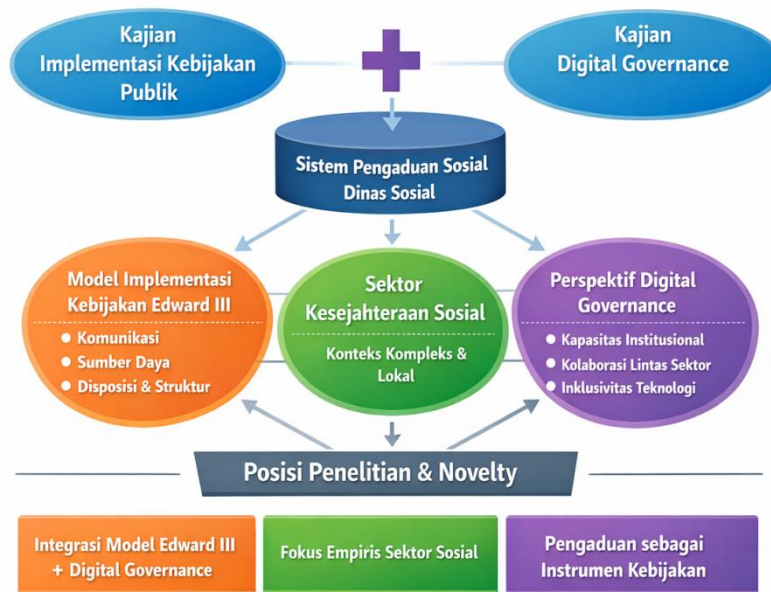 Kajian
Implementasi Kebijakan
Publik
Kajian
Digital Governance
Sistem Pengaduan Sosial
Dinas Sosial
Model Implementasi
Kebijakan Edward III
Komunikasi
Sumber Daya
Disposisi & Struktur
Sektor
Kesejahteraan Sosial
Konteks Kompleks &
Lokal
Perspektif Digital
Governance
Kapasitas Institusional
Kolaborasi Lintas Sektor
Inklusivitas Teknologi
Posisi Penelitian & Novelty
Integrasi Model Edward III
+ Digital Governance
Fokus Empiris Sektor Sosial
Pengaduan sebagai
Instrumen Kebijakan